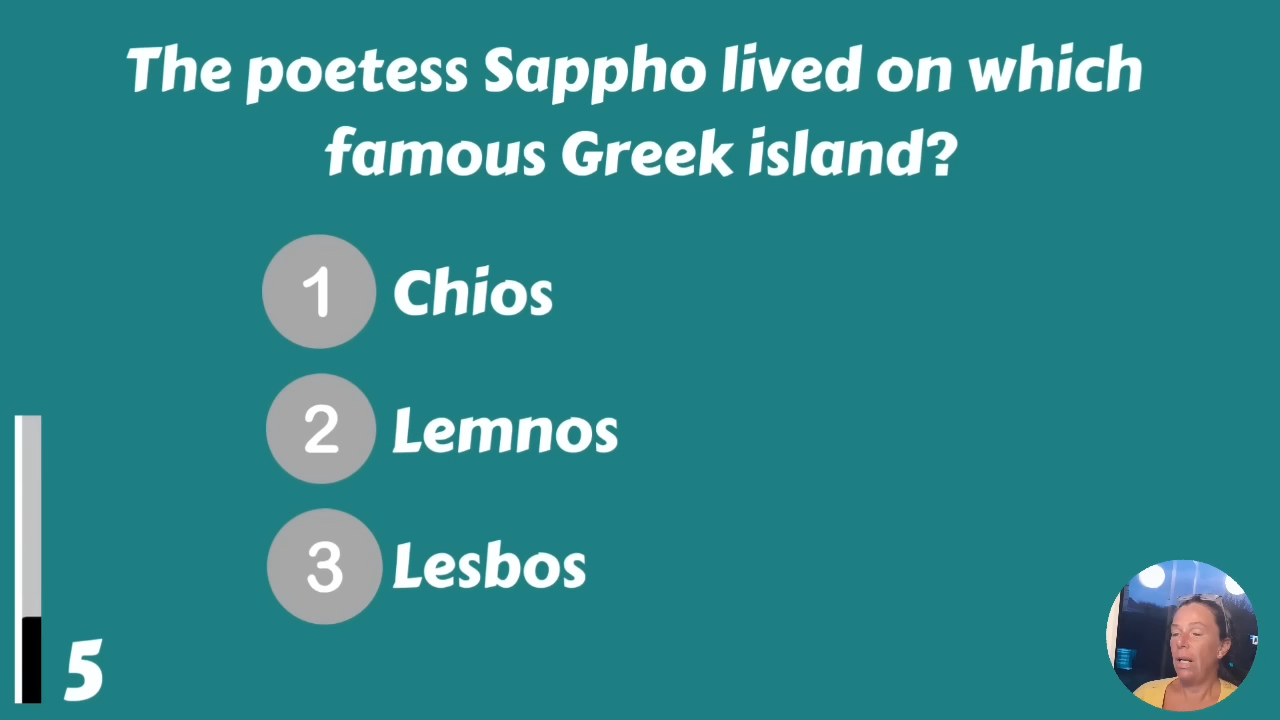 The poetess Sappho lived on which
famous Greek island?
1 Chios
2 Lemnos
3 Lesbos
5